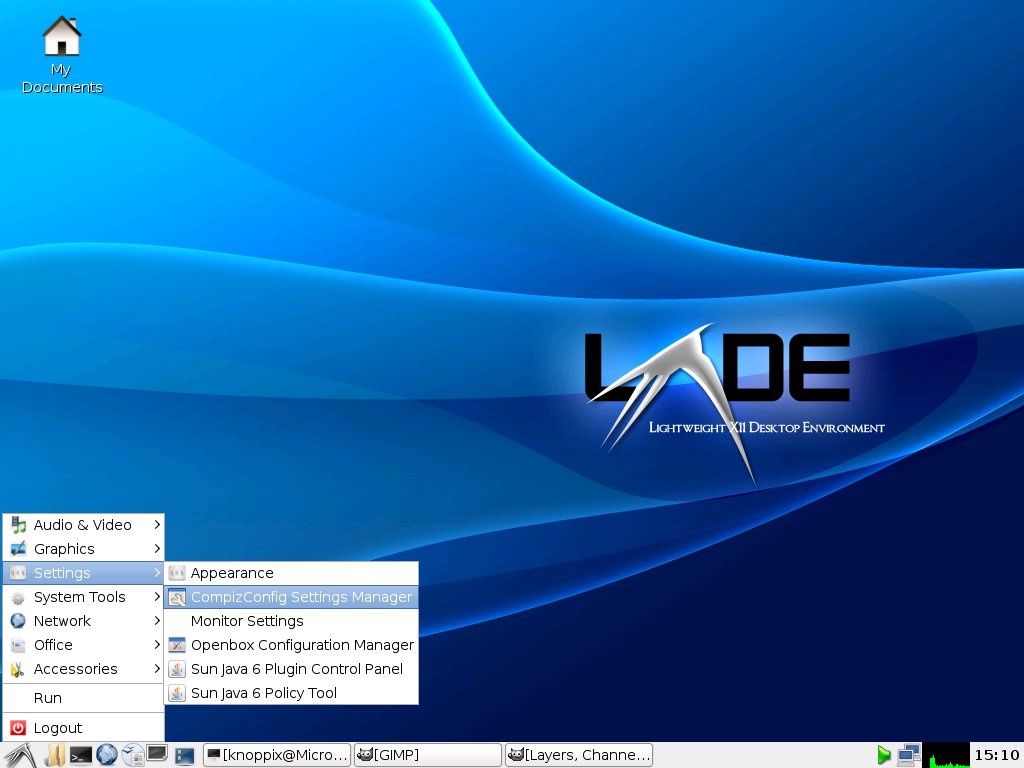 My
Documents
LXDE
Lightweight X11 Desktop Environment
Audio & Video
Graphics
Settings
System Tools
Network
Office
Accessories
Run
Logout
Appearance
CompizConfig Settings Manager
Monitor Settings
Openbox Configuration Manager
Sun Java 6 Plugin Control Panel
Sun Java 6 Policy Tool
[knoppix@Micro...
[GIMP]
[Layers, Channe...
15:10